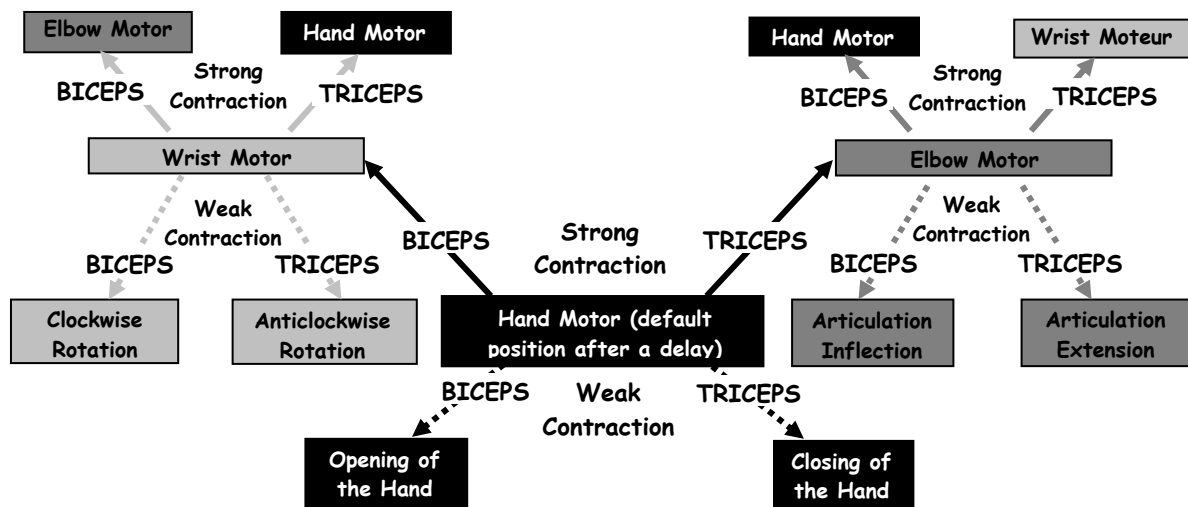 Elbow Motor
Hand Motor
Hand Motor
Wrist Moteur
Strong
Contraction
BICEPS
TRICEPS
Strong
Contraction
BICEPS
TRICEPS
Wrist Motor
Elbow Motor
Weak
Contraction
BICEPS
TRICEPS
Strong
Contraction
BICEPS
TRICEPS
Weak
Contraction
BICEPS
TRICEPS
Clockwise
Rotation
Anticlockwise
Rotation
Hand Motor (default
position after a delay)
Articulation
Inflection
Articulation
Extension
BICEPS
Weak
Contraction
TRICEPS
Opening of
the Hand
Closing of
the Hand